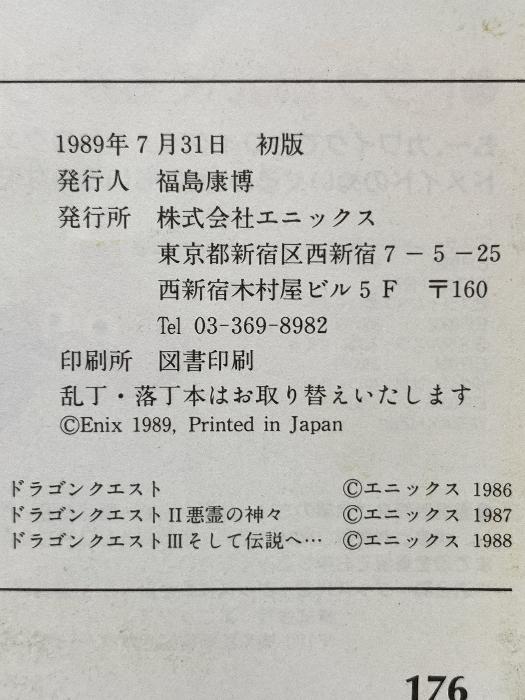 1989年7月31日　初版
発行人　福島康博
発行所　株式会社エニックス
東京都新宿区西新宿7－5－25
西新宿木村屋ビル5F　〒160
Tel 03-369-8982
印刷所　図書印刷
乱丁・落丁本はお取り替えいたします
©Enix 1989, Printed in Japan
ドラゴンクエスト　©エニックス 1986
ドラゴンクエストII悪霊の神々　©エニックス 1987
ドラゴンクエストIIIそして伝説へ…　©エニックス 1988
176